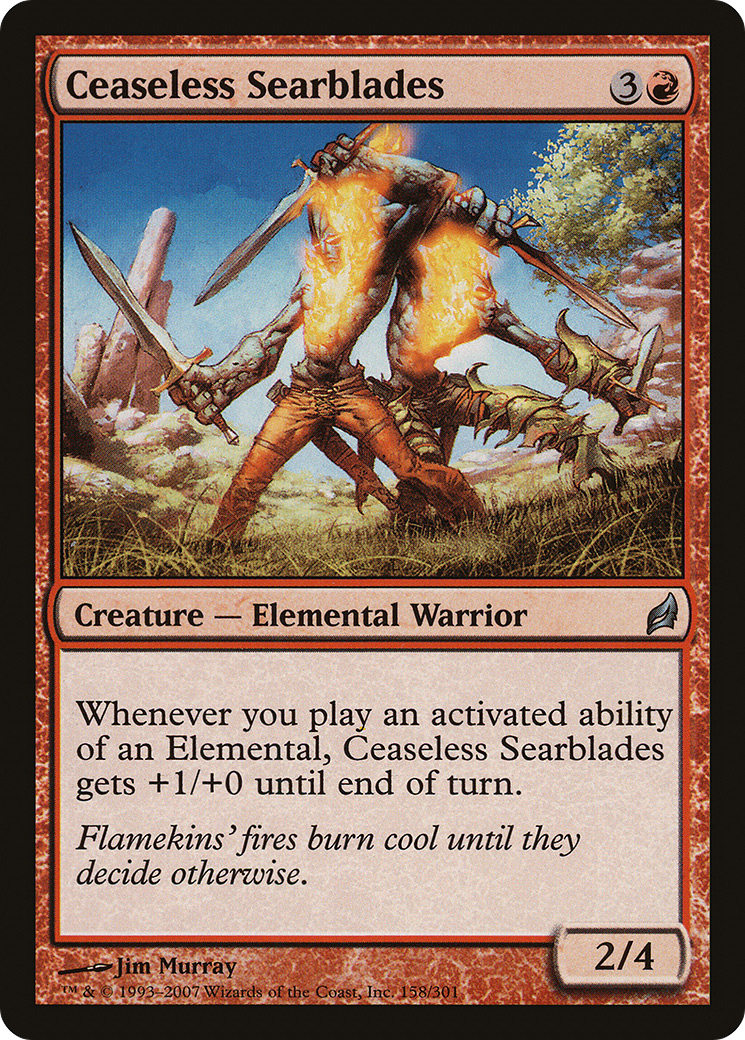 Ceaseless Searblades 3
Creature — Elemental Warrior
Whenever you play an activated ability
of an Elemental, Ceaseless Searblades
gets +1/+0 until end of turn.
Flamekins’ fires burn cool until they
decide otherwise.
2/4
Jim Murray
™ & © 1993–2007 Wizards of the Coast, Inc. 158/301